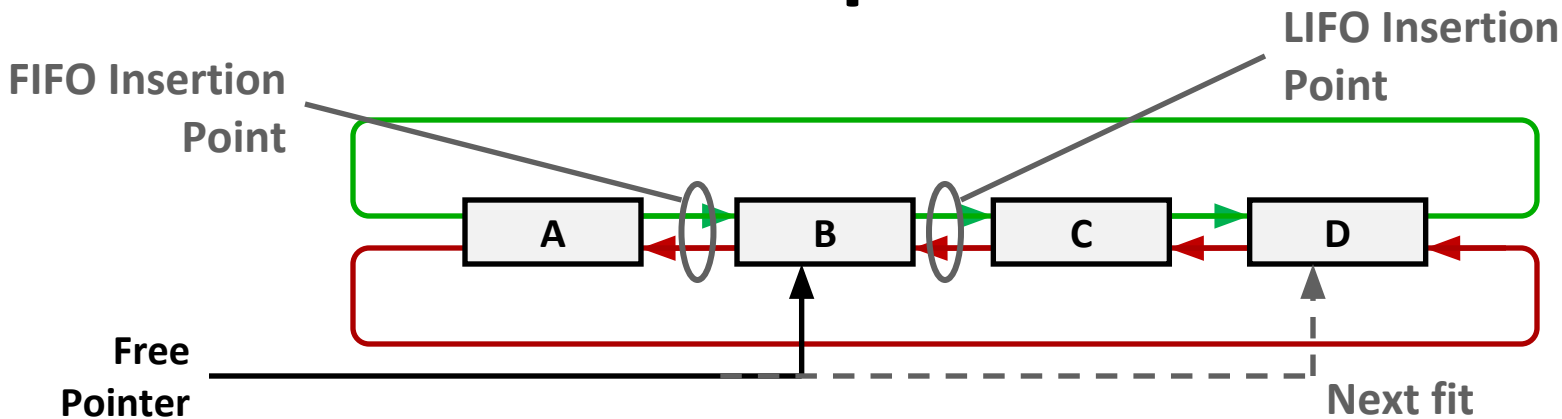 LIFO Insertion
Point
FIFO Insertion
Point
A
B
C
D
Free
Pointer
Next fit